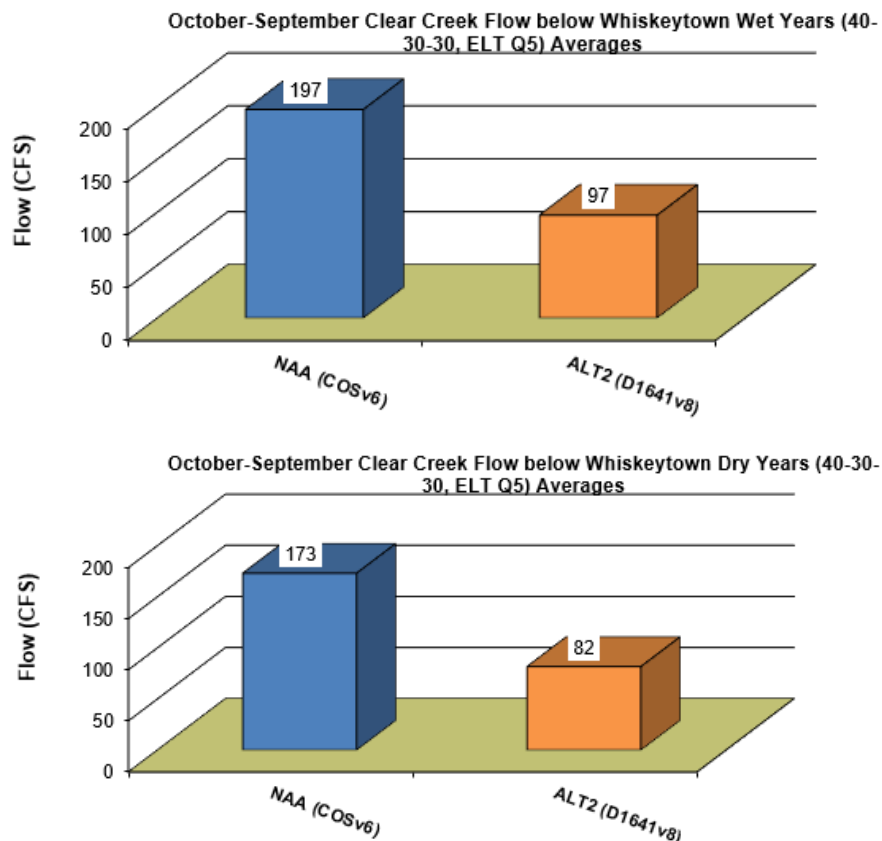 October-September Clear Creek Flow below Whiskeytown Wet Years (40-
30-30, ELT Q5) Averages
197
97
200
150
100
50
0
Flow (CFS)
NAA (COSv6)
ALT2 (D1641v8)
October-September Clear Creek Flow below Whiskeytown Dry Years (40-30-
30, ELT Q5) Averages
173
82
200
150
100
50
0
Flow (CFS)
NAA (COSv6)
ALT2 (D1641v8)